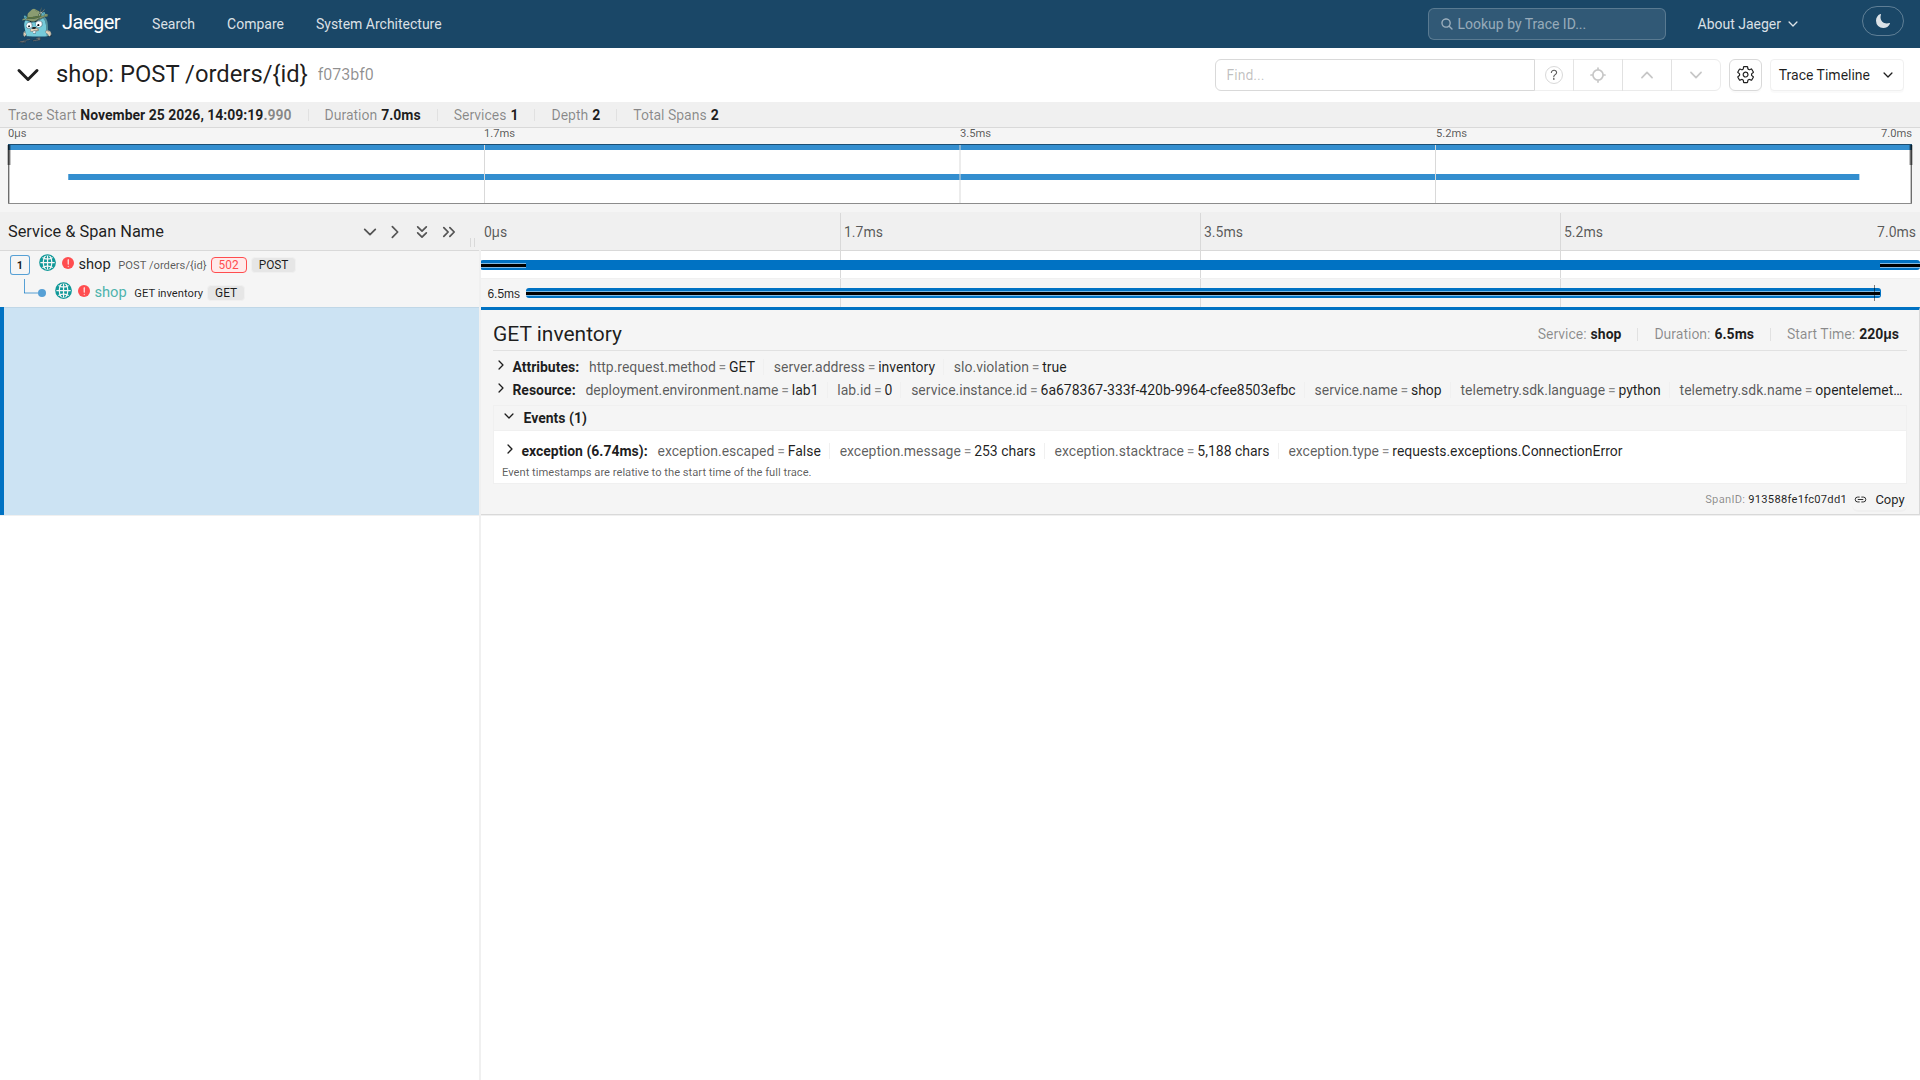 Jaeger Search Compare System Architecture Lookup by Trace ID... About Jaeger
shop: POST /orders/{id} f073bf0 Find... ? Trace Timeline
Trace Start November 25 2026, 14:09:19.990 Duration 7.0ms Services 1 Depth 2 Total Spans 2
0μs 1.7ms 3.5ms 5.2ms 7.0ms
Service & Span Name 0μs 1.7ms 3.5ms 5.2ms 7.0ms
1 shop POST /orders/{id} 502 POST
shop GET inventory GET 6.5ms
GET inventory Service: shop Duration: 6.5ms Start Time: 220μs
Attributes: http.request.method = GET server.address = inventory slo.violation = true
Resource: deployment.environment.name = lab1 lab.id = 0 service.instance.id = 6a678367-333f-420b-9964-cfee8503efbc service.name = shop telemetry.sdk.language = python telemetry.sdk.name = opentelemet...
Events (1)
exception (6.74ms): exception.escaped = False exception.message = 253 chars exception.stacktrace = 5,188 chars exception.type = requests.exceptions.ConnectionError
Event timestamps are relative to the start time of the full trace.
SpanID: 913588fe1fc07dd1 Copy